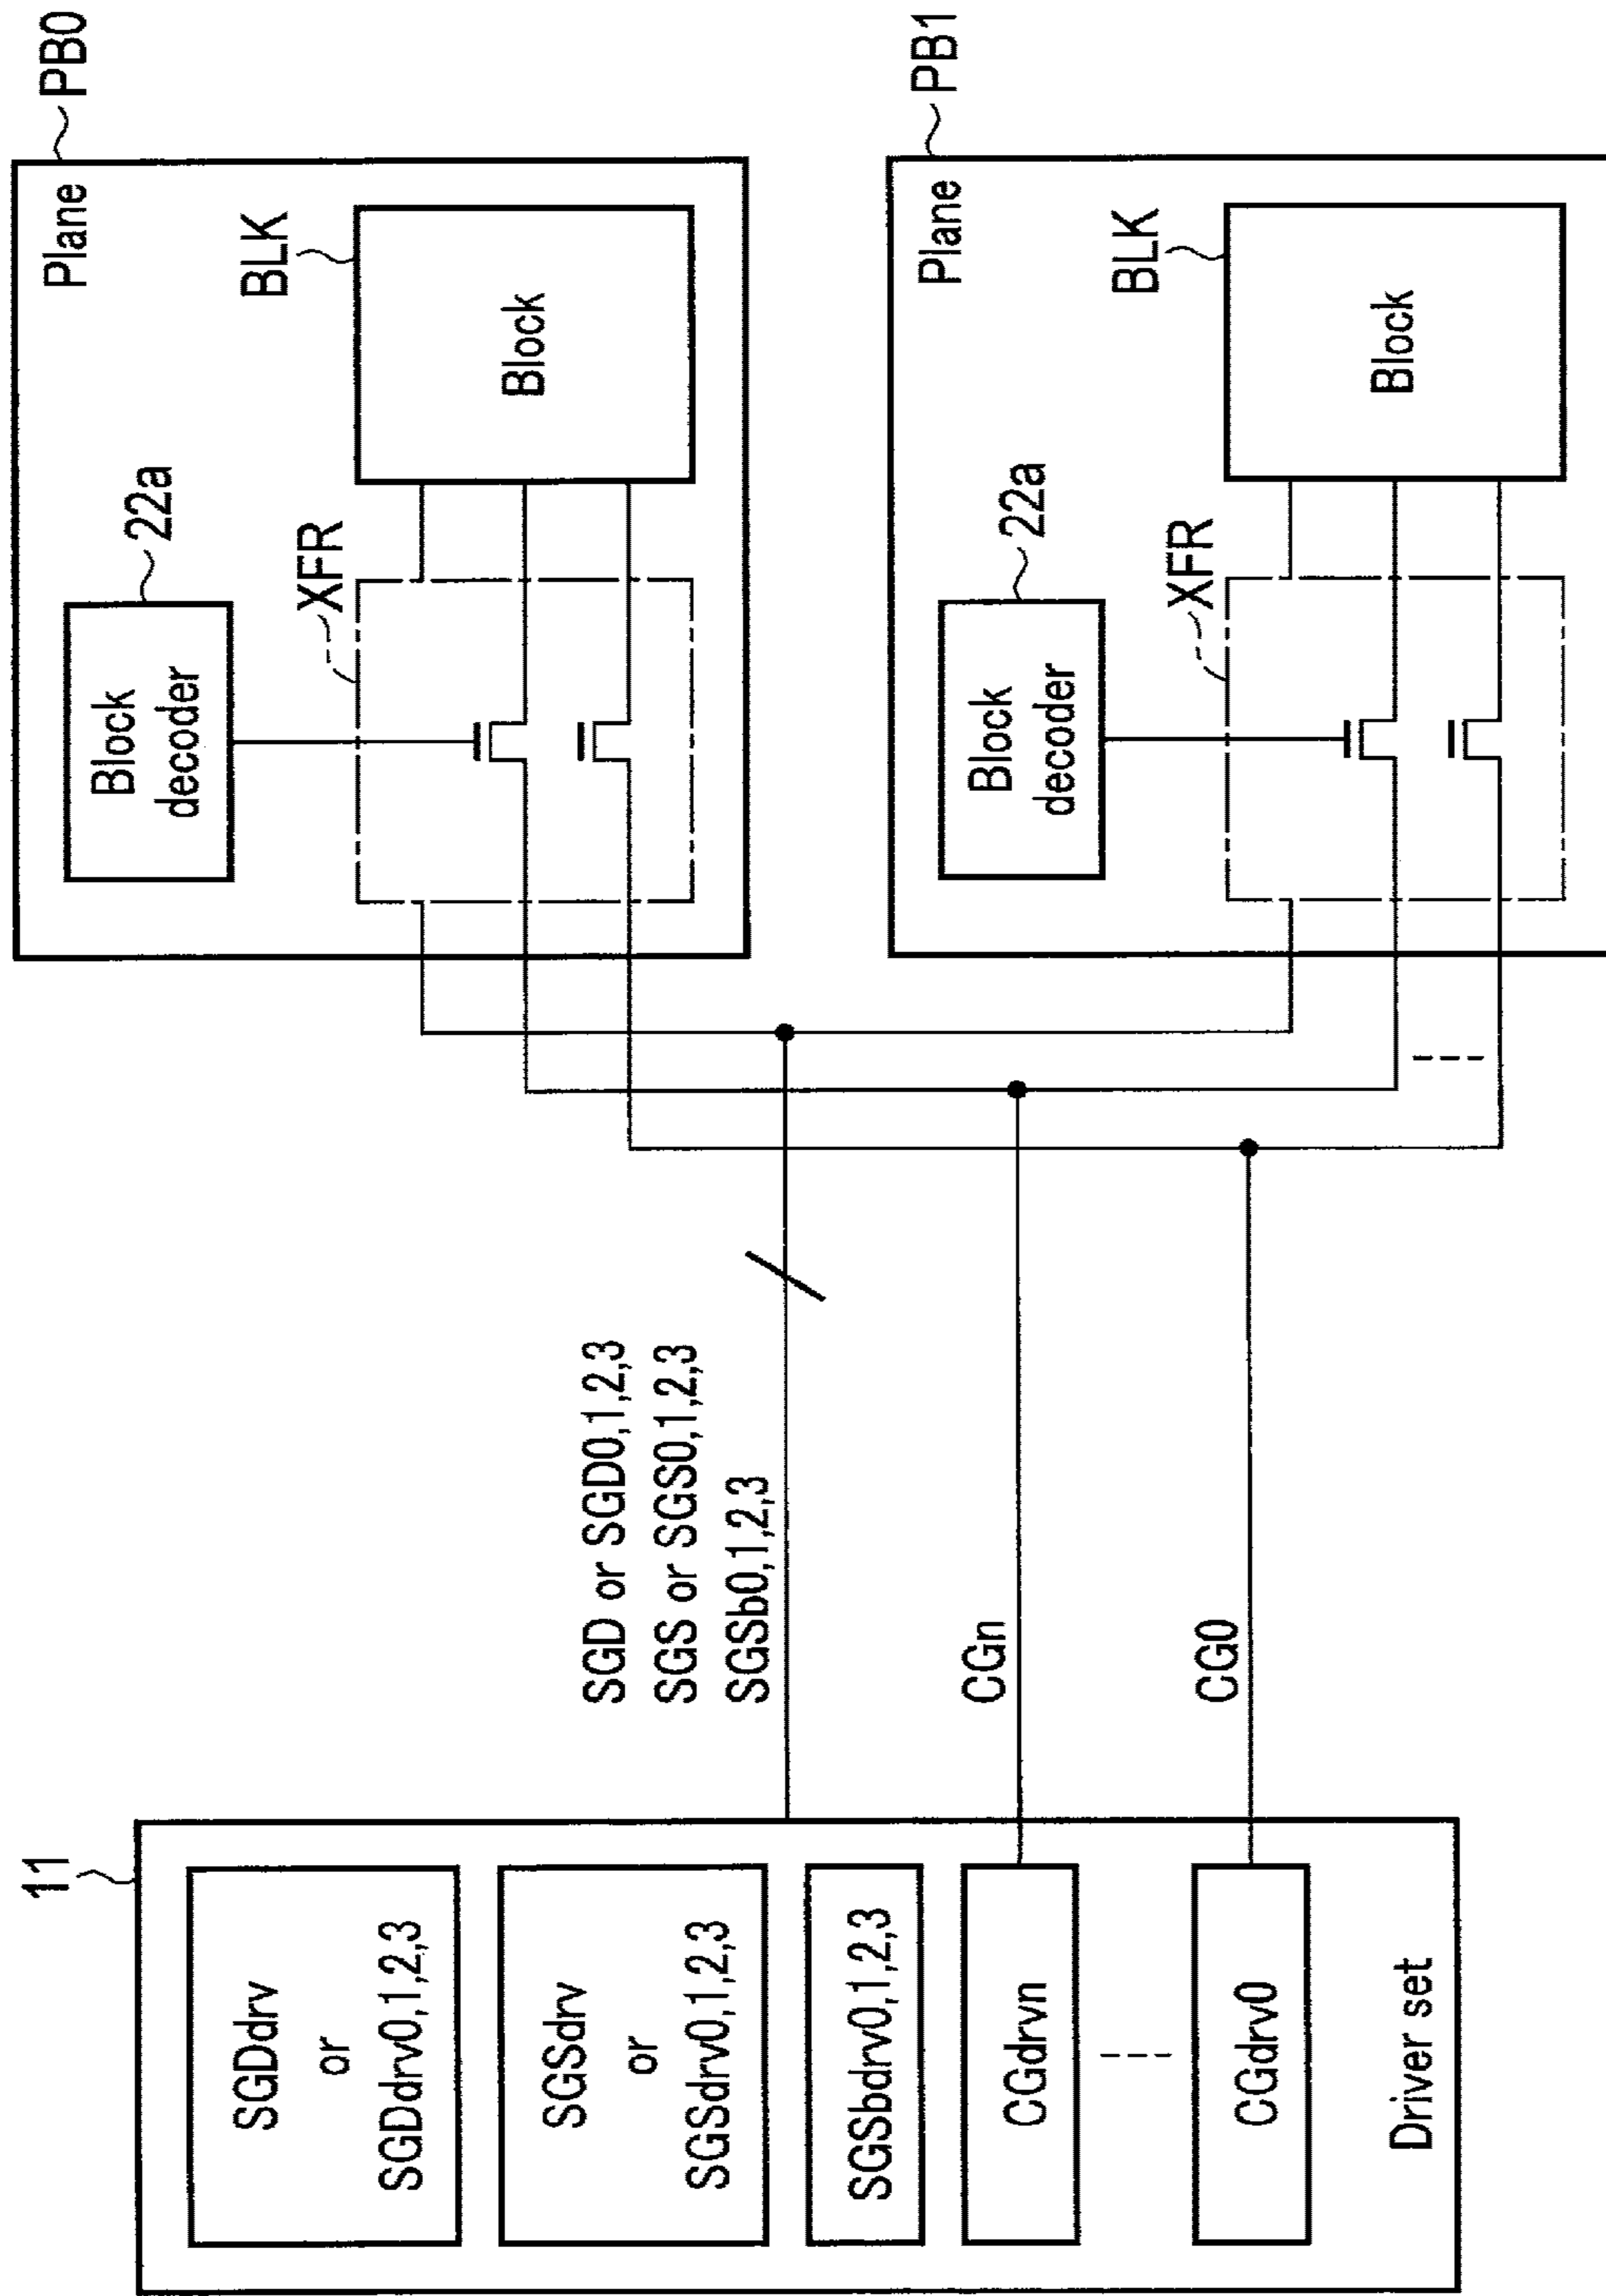 11
SGDdrv
or
SGDdrv0,1,2,3
SGSdrv
or
SGSdrv0,1,2,3
SGSbdrv0,1,2,3
CGdrvn
CGdrv0
Driver set
SGD or SGD0,1,2,3
SGS or SGS0,1,2,3
SGSb0,1,2,3
CGn
CG0
PB0
Plane
22a
Block
decoder
XFR
BLK
Block
PB1
Plane
22a
Block
decoder
XFR
BLK
Block